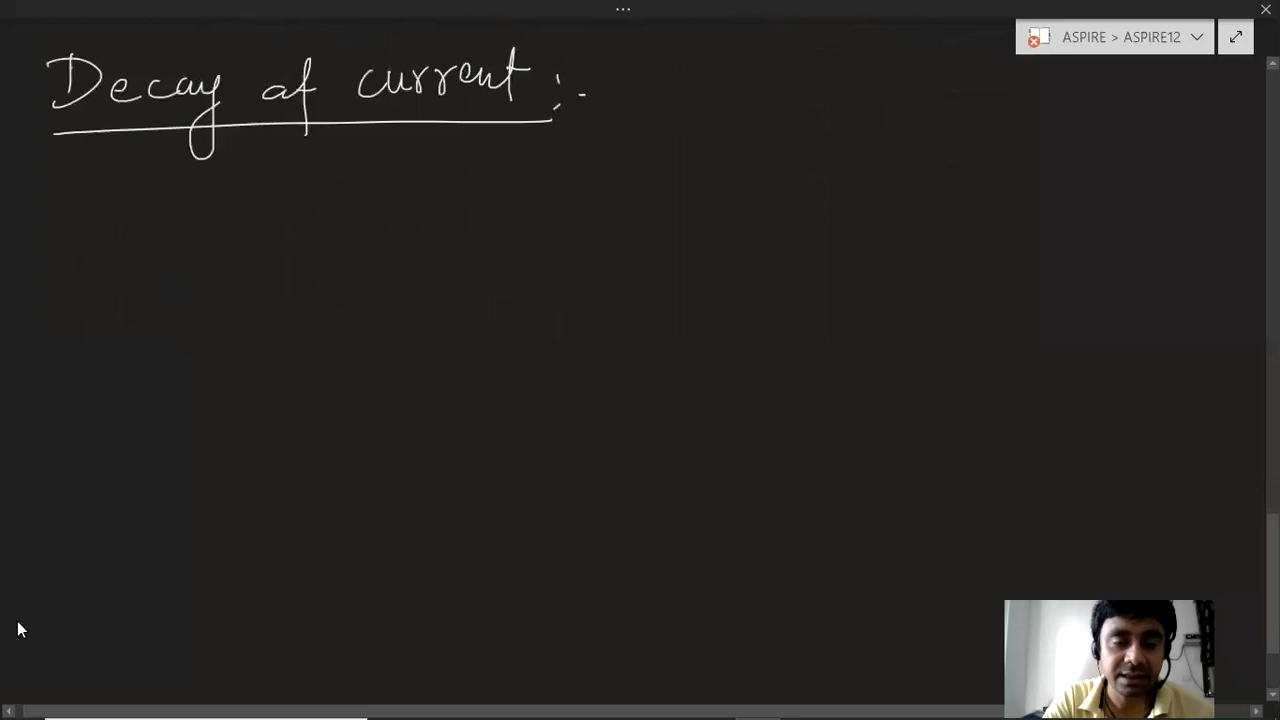 ASPIRE > ASPIRE12
Decay of current :-